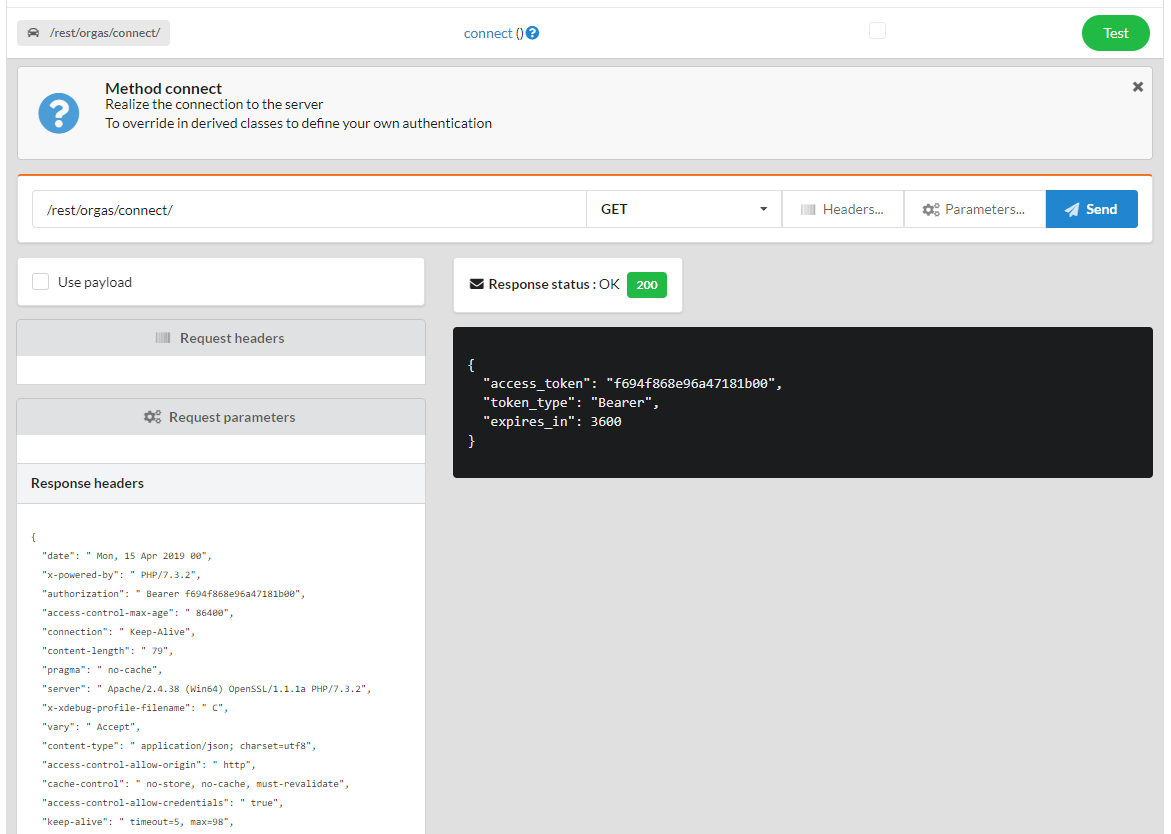 /rest/orgas/connect/ connect () Test
Method connect
Realize the connection to the server
To override in derived classes to define your own authentication
/rest/orgas/connect/ GET Headers... Parameters... Send
Use payload
Response status : OK 200
Request headers
{
"access_token": "f694f868e96a47181b00",
"token_type": "Bearer",
"expires_in": 3600
}
Request parameters
Response headers
{
"date": " Mon, 15 Apr 2019 00",
"x-powered-by": " PHP/7.3.2",
"authorization": " Bearer f694f868e96a47181b00",
"access-control-max-age": " 86400",
"connection": " Keep-Alive",
"content-length": " 79",
"pragma": " no-cache",
"server": " Apache/2.4.38 (Win64) OpenSSL/1.1.1a PHP/7.3.2",
"x-xdebug-profile-filename": " C",
"vary": " Accept",
"content-type": " application/json; charset=utf8",
"access-control-allow-origin": " http",
"cache-control": " no-store, no-cache, must-revalidate",
"access-control-allow-credentials": " true",
"keep-alive": " timeout=5, max=98",